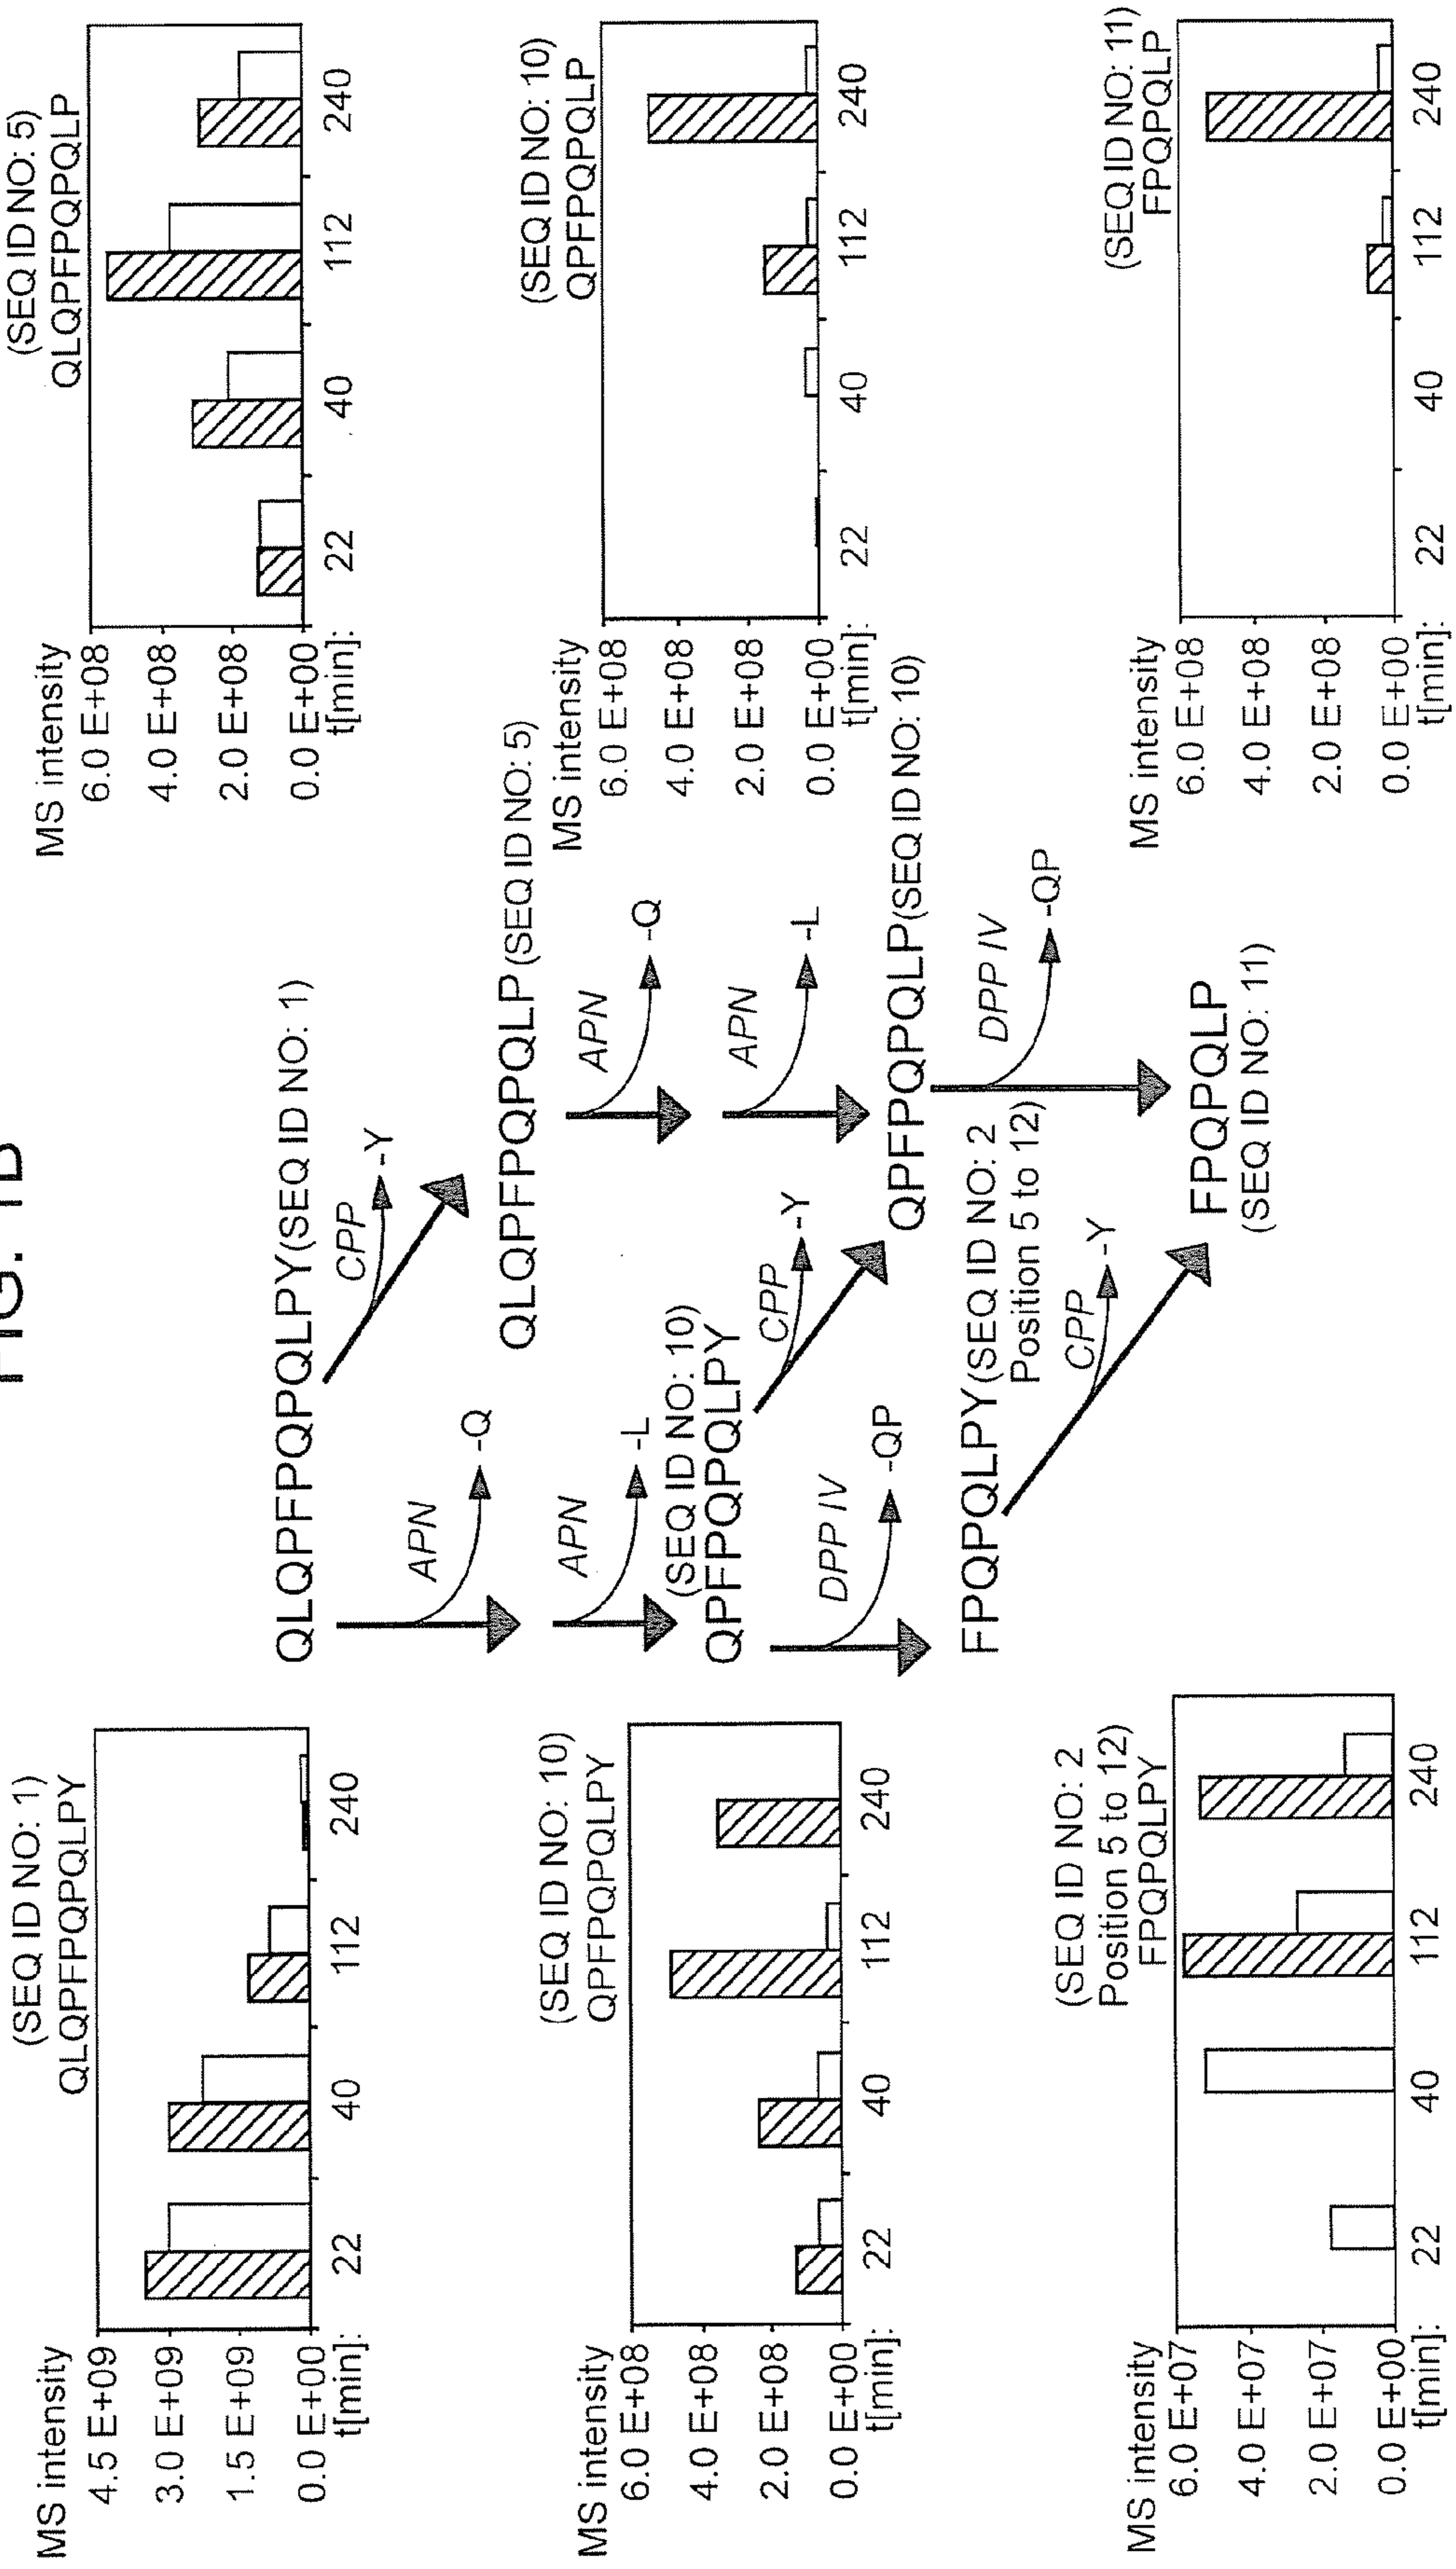 FIG. 1B
(SEQ ID NO: 1)
QLQPFPQPQLPY
MS intensity
4.5 E+09
3.0 E+09
1.5 E+09
0.0 E+00
t[min]:
22
40
112
240
(SEQ ID NO: 10)
QPFPQPQLPY
MS intensity
6.0 E+08
4.0 E+08
2.0 E+08
0.0 E+00
t[min]:
22
40
112
240
(SEQ ID NO: 2
Position 5 to 12)
FPQPQLPY
MS intensity
6.0 E+07
4.0 E+07
2.0 E+07
0.0 E+00
t[min]:
22
40
112
240
QLQPFPQPQLPY(SEQ ID NO: 1)
APN
-Q
CPP
-Y
APN
-L
QLQPFPQPQLP(SEQ ID NO: 5)
(SEQ ID NO: 10)
QPFPQPQLPY
APN
-Q
CPP
-Y
APN
-L
DPP IV
-QP
QPFPQPQLP(SEQ ID NO: 10)
FPQPQLPY(SEQ ID NO: 2
Position 5 to 12)
DPP IV
-QP
CPP
-Y
FPQPQLP
(SEQ ID NO: 11)
(SEQ ID NO: 5)
QLQPFPQPQLP
MS intensity
6.0 E+08
4.0 E+08
2.0 E+08
0.0 E+00
t[min]:
22
40
112
240
(SEQ ID NO: 10)
QPFPQPQLP
MS intensity
6.0 E+08
4.0 E+08
2.0 E+08
0.0 E+00
t[min]:
22
40
112
240
(SEQ ID NO: 11)
FPQPQLP
MS intensity
6.0 E+08
4.0 E+08
2.0 E+08
0.0 E+00
t[min]:
22
40
112
240